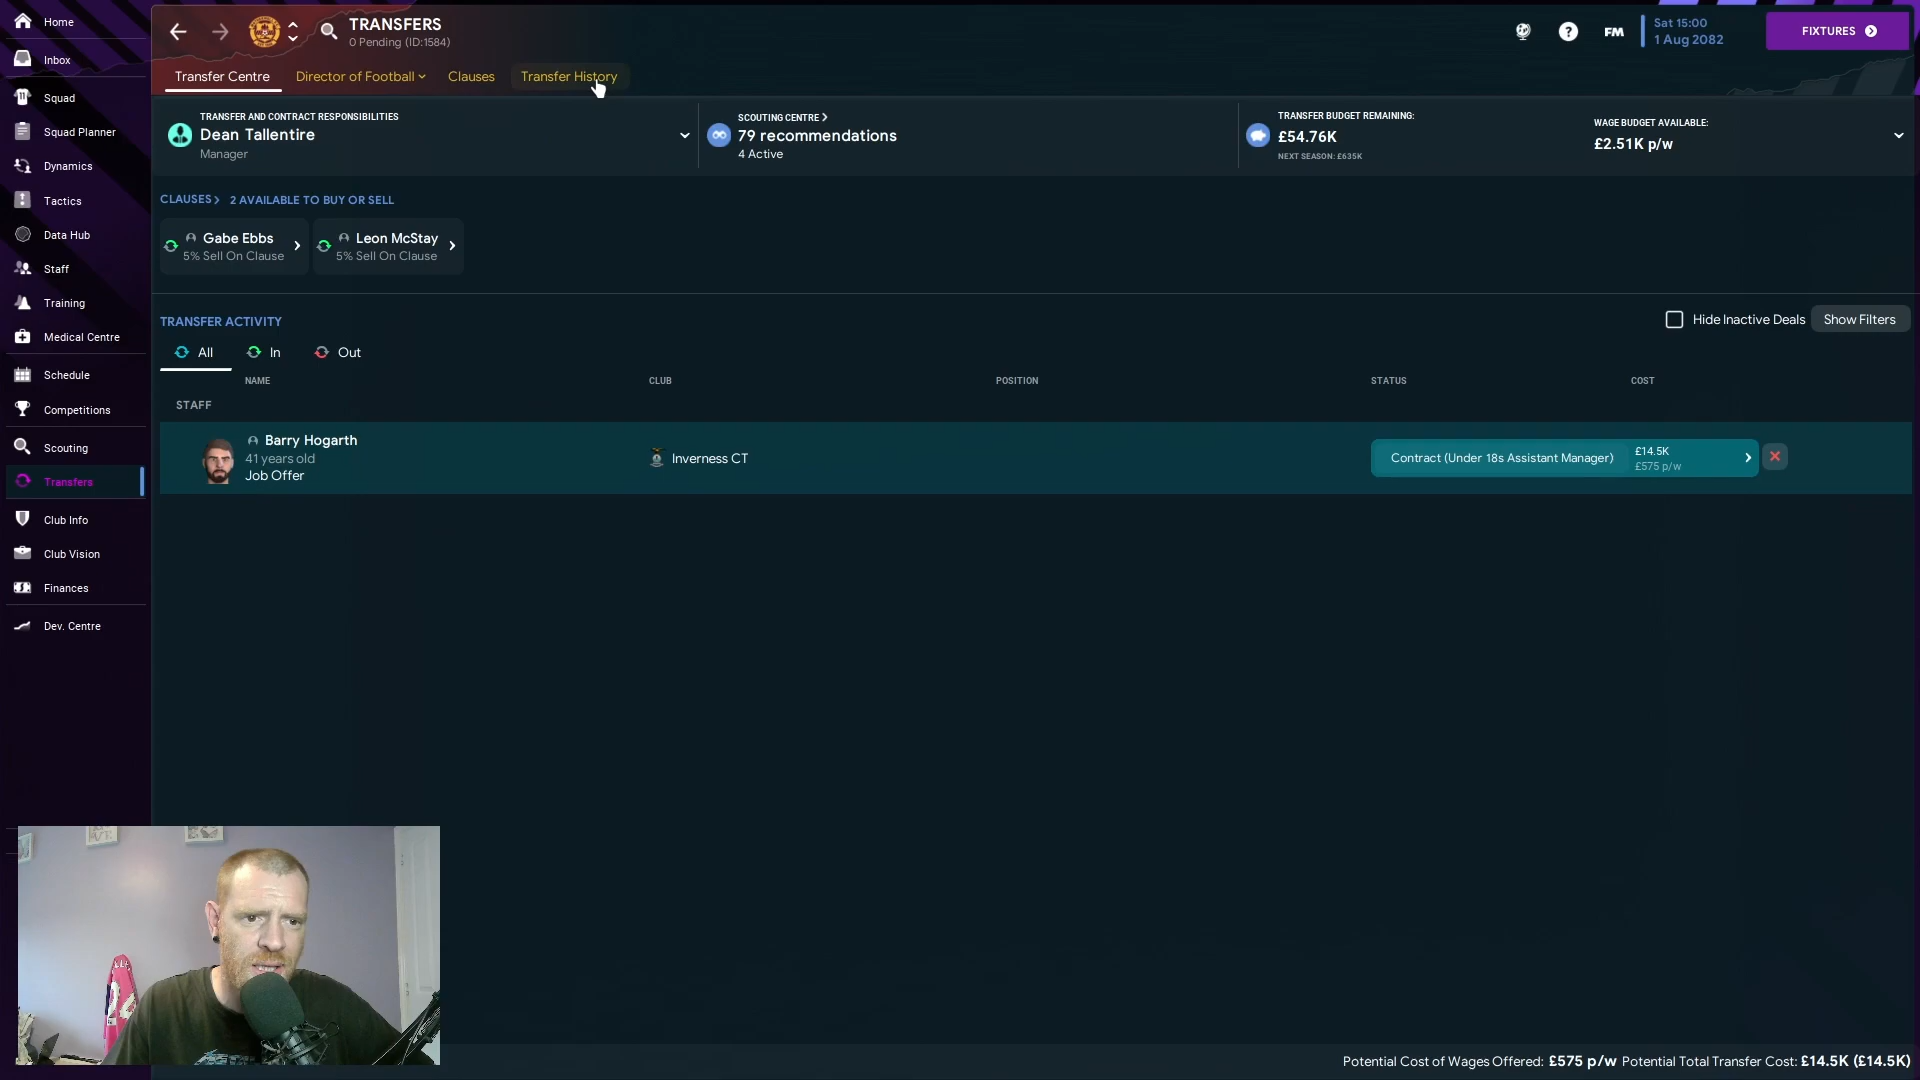 Home
Inbox
Squad
Squad Planner
Dynamics
Tactics
Data Hub
Staff
Training
Medical Centre
Schedule
Competitions
Scouting
Transfers
Club Info
Club Vision
Finances
Dev. Centre
TRANSFERS
0 Pending (ID:1584)
FM
Sat 15:00
1 Aug 2082
FIXTURES
Transfer Centre
Director of Football
Clauses
Transfer History
TRANSFER AND CONTRACT RESPONSIBILITIES
Dean Tallentire
Manager
SCOUTING CENTRE
79 recommendations
4 Active
TRANSFER BUDGET REMAINING:
£54.76K
NEXT SEASON: £635K
WAGE BUDGET AVAILABLE:
£2.51K p/w
CLAUSES 2 AVAILABLE TO BUY OR SELL
Gabe Ebbs
5% Sell On Clause
Leon McStay
5% Sell On Clause
TRANSFER ACTIVITY
Hide Inactive Deals
Show Filters
All In Out
NAME CLUB POSITION STATUS COST
STAFF
Barry Hogarth
41 years old
Job Offer
Inverness CT
Contract (Under 18s Assistant Manager)
£14.5K
£575 p/w
Potential Cost of Wages Offered: £575 p/w Potential Total Transfer Cost: £14.5K (£14.5K)